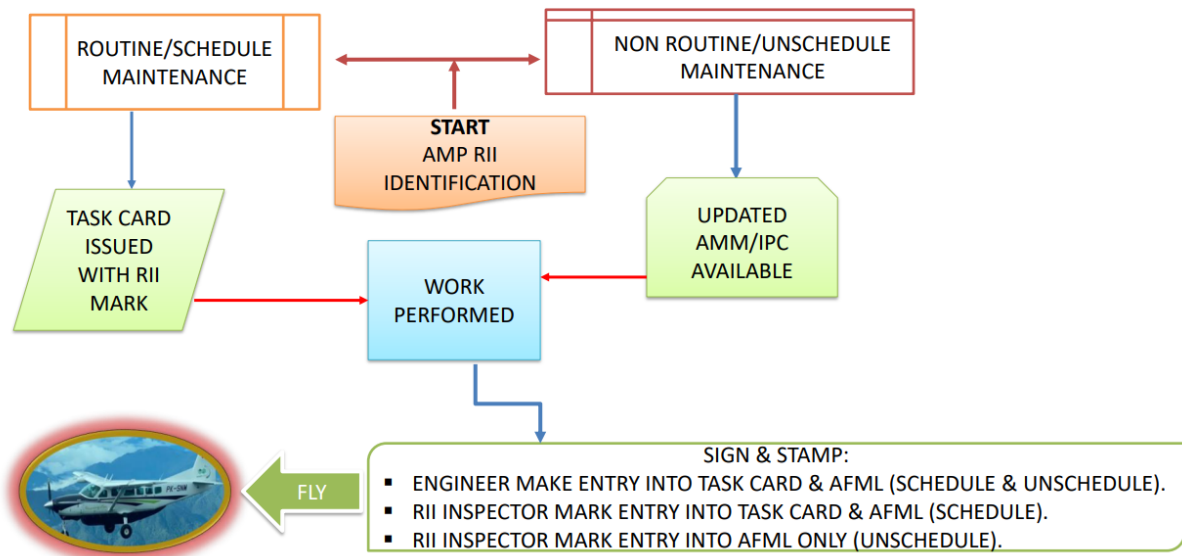 ROUTINE/SCHEDULE
MAINTENANCE
NON ROUTINE/UNSCHEDULE
MAINTENANCE
START
AMP RII
IDENTIFICATION
TASK CARD
ISSUED
WITH RII
MARK
UPDATED
AMM/IPC
AVAILABLE
WORK
PERFORMED
SIGN & STAMP:
▪ ENGINEER MAKE ENTRY INTO TASK CARD & AFML (SCHEDULE & UNSCHEDULE).
▪ RII INSPECTOR MARK ENTRY INTO TASK CARD & AFML (SCHEDULE).
▪ RII INSPECTOR MARK ENTRY INTO AFML ONLY (UNSCHEDULE).
FLY